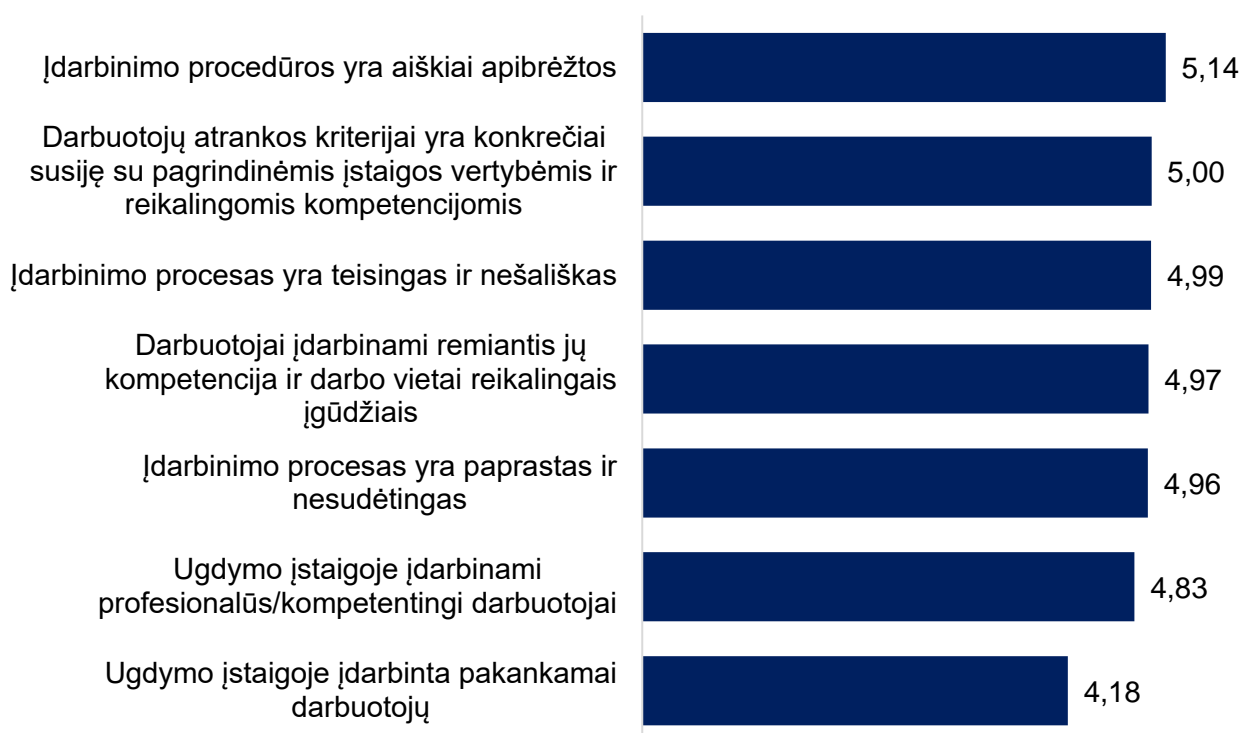 Įdarbinimo procedūros yra aiškiai apibrėžtos
5,14
Darbuotojų atrankos kriterijai yra konkrečiai
susiję su pagrindinėmis įstaigos vertybėmis ir
reikalingomis kompetencijomis
5,00
Įdarbinimo procesas yra teisingas ir nešališkas
4,99
Darbuotojai įdarbinami remiantis jų
kompetencija ir darbo vietai reikalingais
įgūdžiais
4,97
Įdarbinimo procesas yra paprastas ir
nesudėtingas
4,96
Ugdymo įstaigoje įdarbinami
profesionalūs/kompetentingi darbuotojai
4,83
Ugdymo įstaigoje įdarbinta pakankamai
darbuotojų
4,18